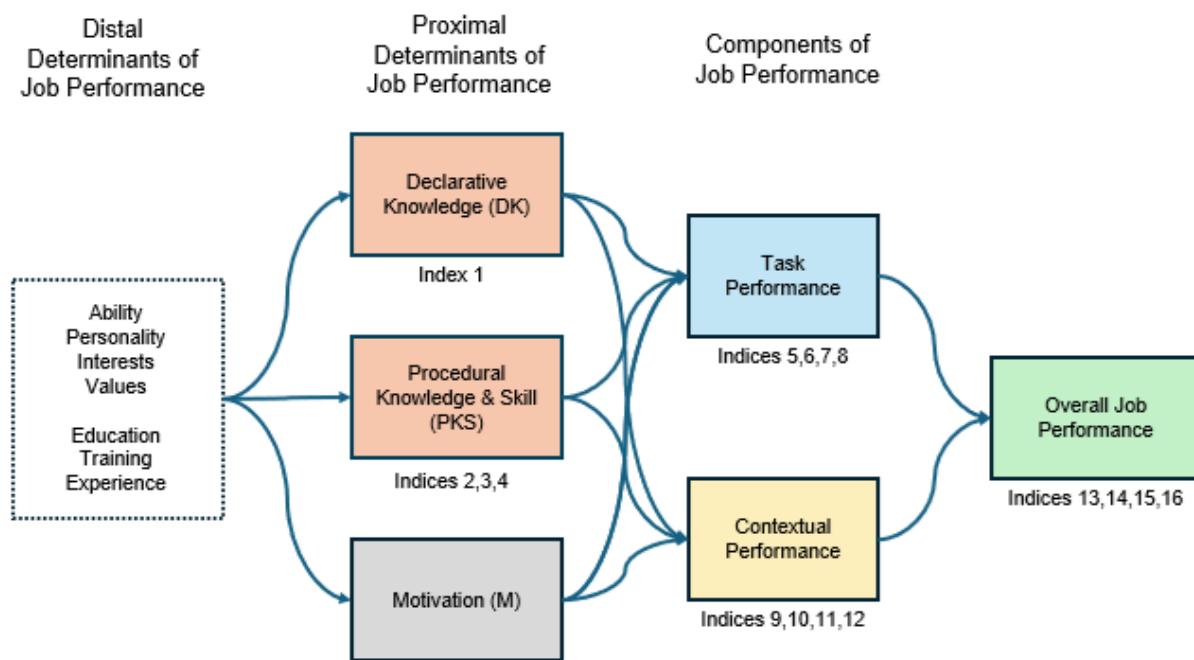 Distal
Determinants of
Job Performance
Proximal
Determinants of
Job Performance
Components of
Job Performance
Ability
Personality
Interests
Values
Education
Training
Experience
Declarative
Knowledge (DK)
Index 1
Procedural
Knowledge & Skill
(PKS)
Indices 2,3,4
Motivation (M)
Task
Performance
Indices 5,6,7,8
Contextual
Performance
Indices 9,10,11,12
Overall Job
Performance
Indices 13,14,15,16